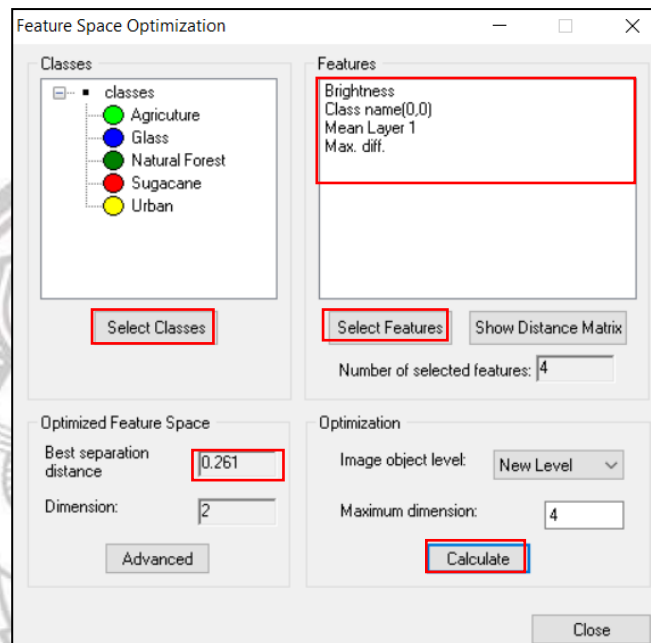 Feature Space Optimization
Classes
classes
Agricuture
Glass
Natural Forest
Sugacane
Urban
Select Classes
Features
Brightness
Class name(0,0)
Mean Layer 1
Max. diff.
Select Features
Show Distance Matrix
Number of selected features: 4
Optimized Feature Space
Best separation
distance
0.261
Dimension: 2
Advanced
Optimization
Image object level: New Level
Maximum dimension: 4
Calculate
Close